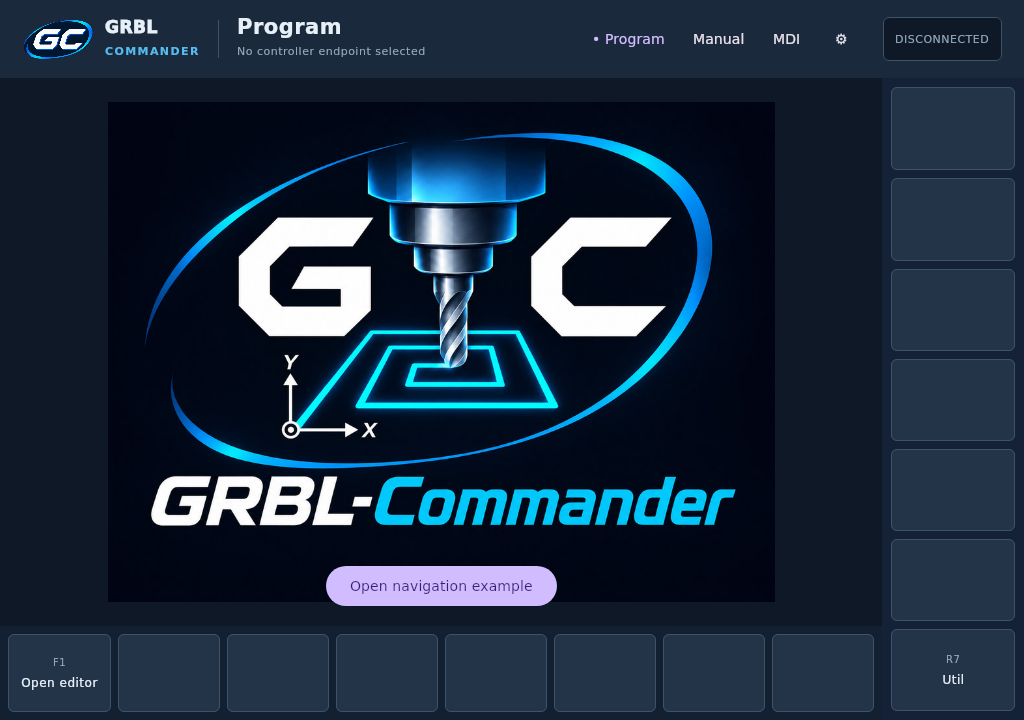 GC
GRBL
COMMANDER
Program
No controller endpoint selected
• Program
Manual
MDI
DISCONNECTED
G C
Y
X
GRBL-Commander
Open navigation example
F1
Open editor
R7
Util